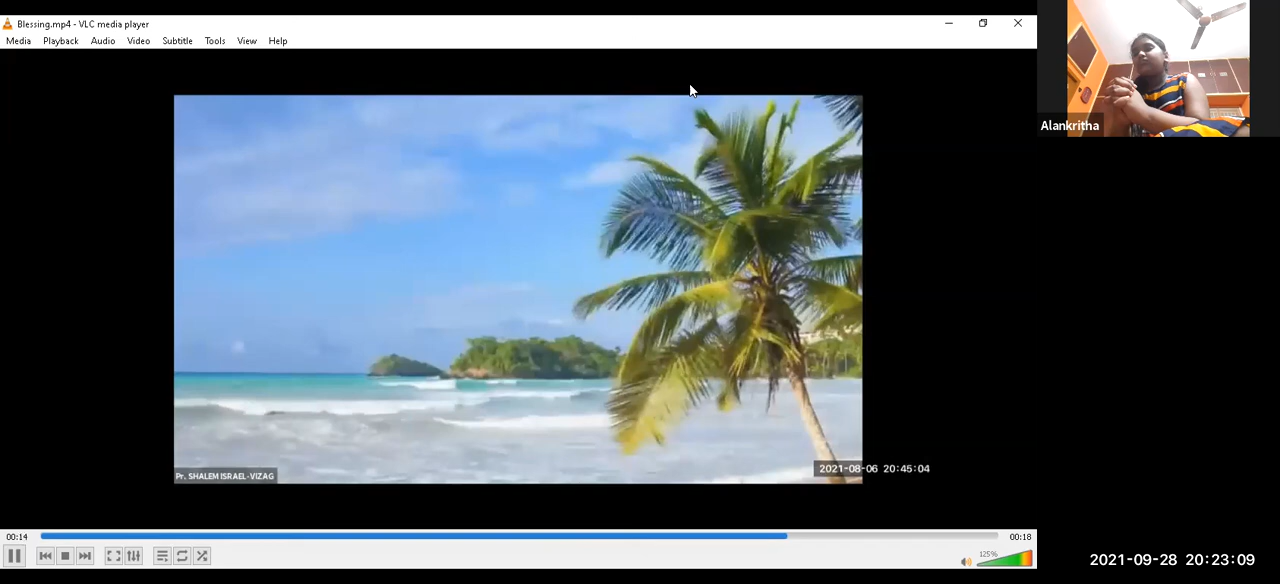 Blessing.mp4 - VLC media player
Media Playback Audio Video Subtitle Tools View Help
Alankritha
Pr. SHALEM ISRAEL-VIZAG
2021-08-06 20:45:04
00:14
00:18
125%
2021-09-28 20:23:09